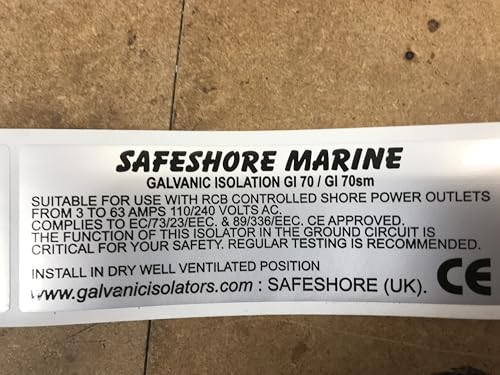 SAFESHORE MARINE
GALVANIC ISOLATION GI 70 / GI 70sm
SUITABLE FOR USE WITH RCB CONTROLLED SHORE POWER OUTLETS
FROM 3 TO 63 AMPS 110/240 VOLTS AC.
COMPLIES TO EC/73/23/EEC. & 89/336/EEC. CE APPROVED.
THE FUNCTION OF THIS ISOLATOR IN THE GROUND CIRCUIT IS
CRITICAL FOR YOUR SAFETY. REGULAR TESTING IS RECOMMENDED.
INSTALL IN DRY WELL VENTILATED POSITION
www.galvanicisolators.com : SAFESHORE (UK). CE